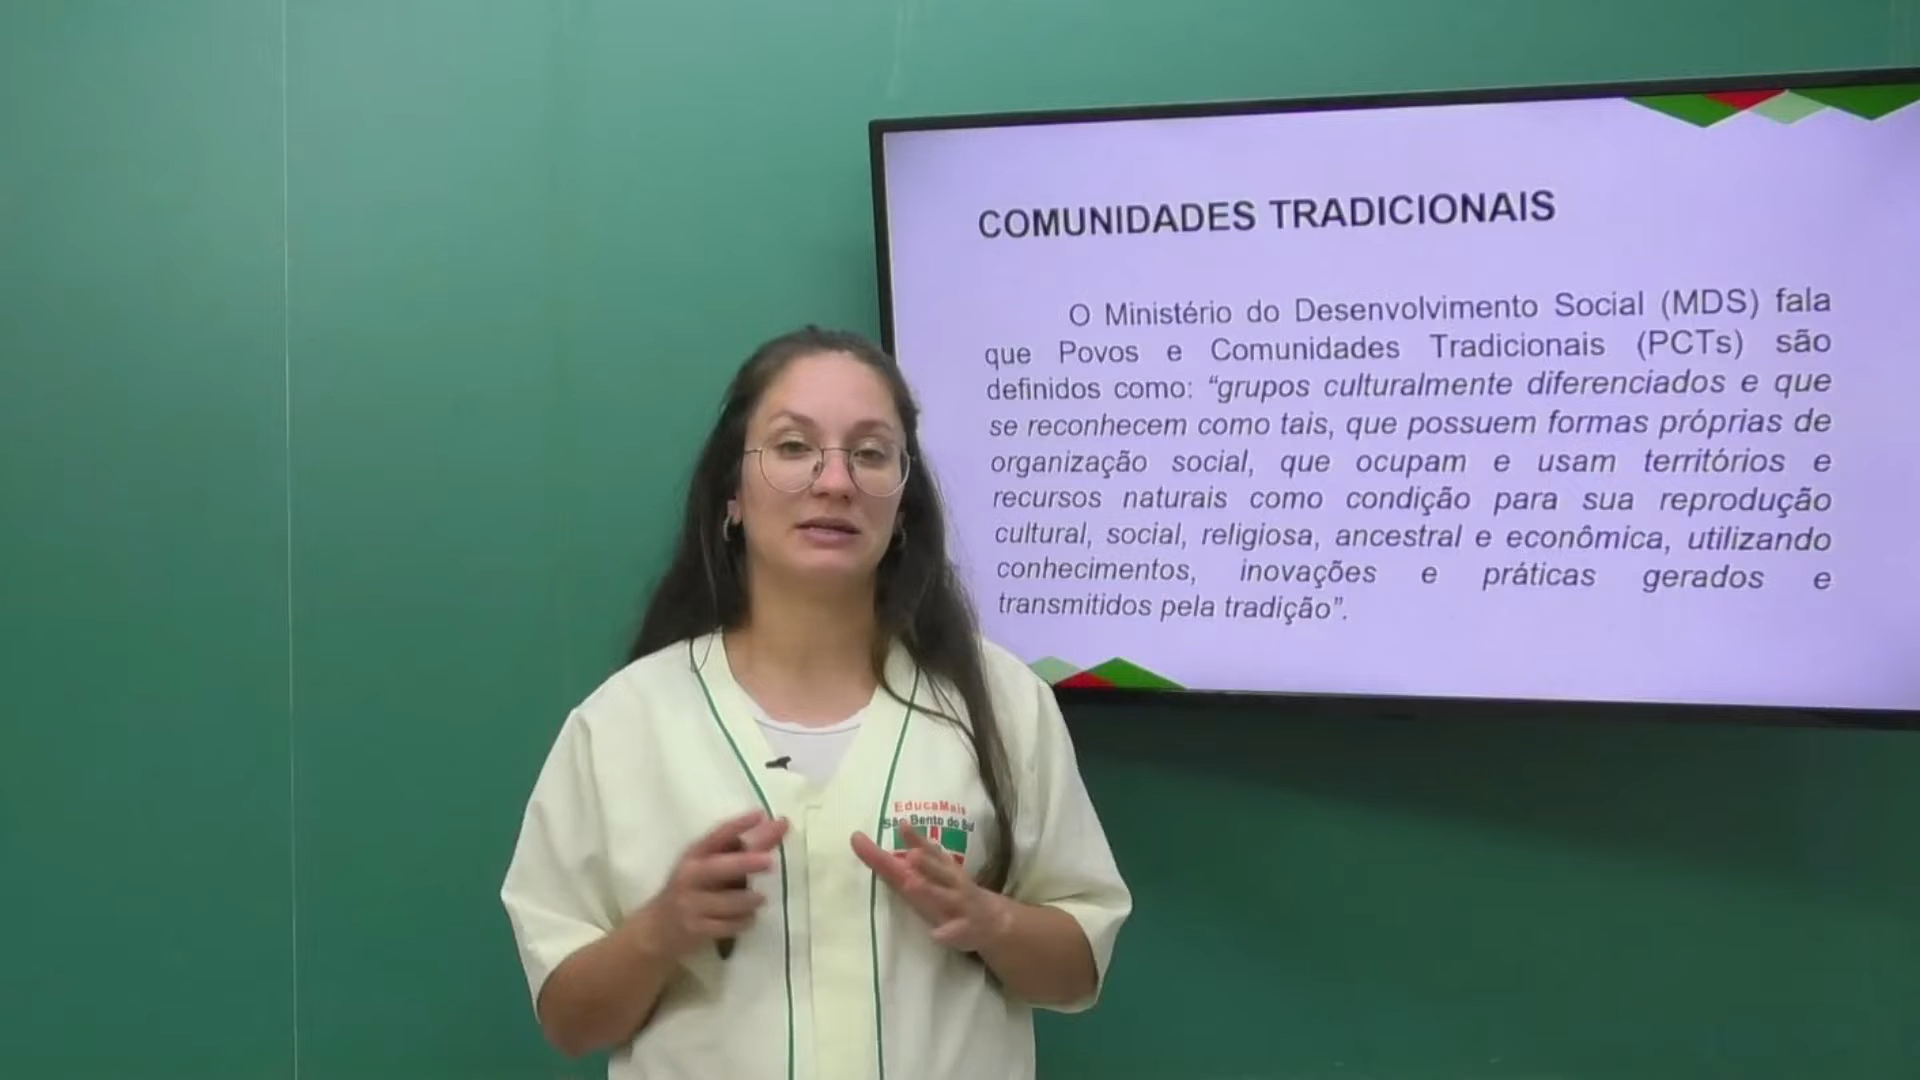 COMUNIDADES TRADICIONAIS
O Ministério do Desenvolvimento Social (MDS) fala
que Povos e Comunidades Tradicionais (PCTs) são
definidos como: “grupos culturalmente diferenciados e que
se reconhecem como tais, que possuem formas próprias de
organização social, que ocupam e usam territórios e
recursos naturais como condição para sua reprodução
cultural, social, religiosa, ancestral e econômica, utilizando
conhecimentos, inovações e práticas gerados e
transmitidos pela tradição”.
EducaMais
São Bento do Sul